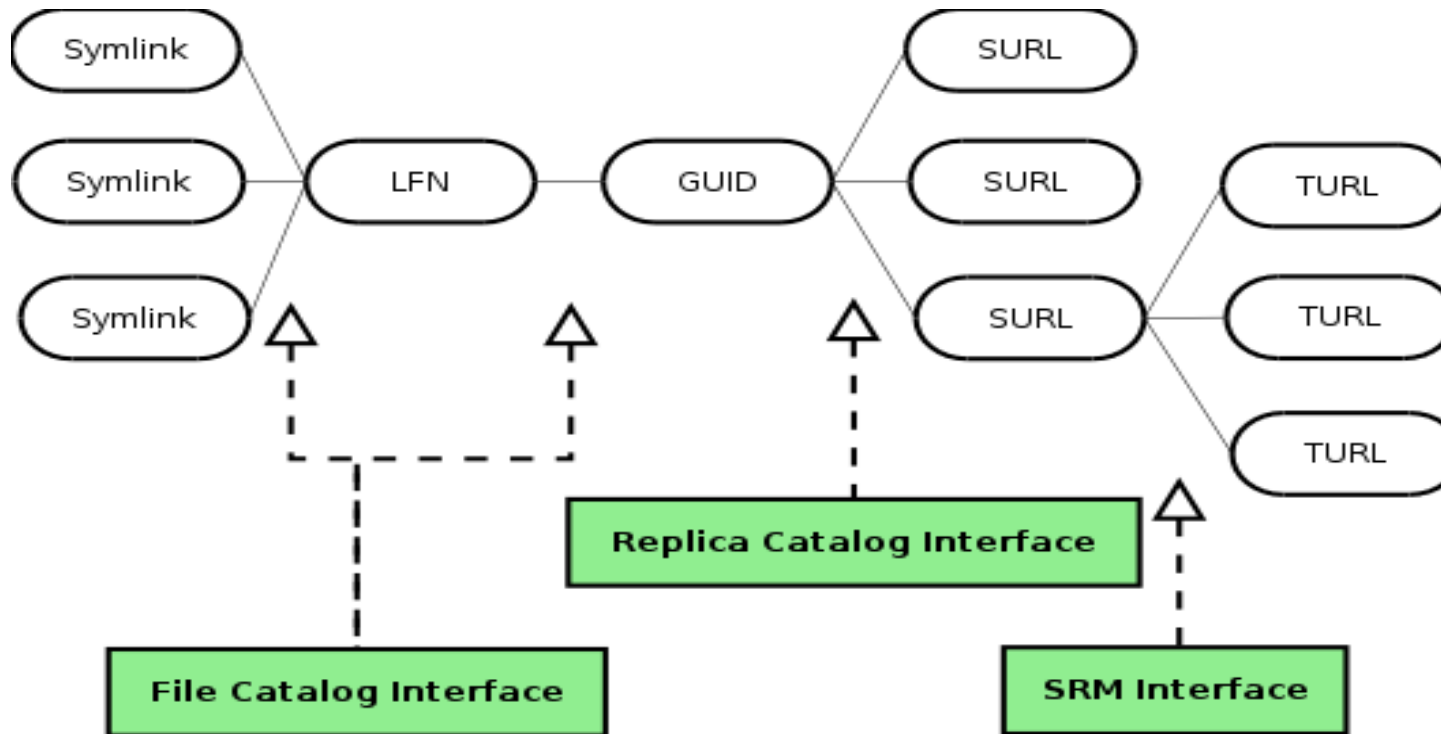 Symlink
SURL
Symlink
LFN
GUID
SURL
TURL
Symlink
SURL
TURL
TURL
Replica Catalog Interface
File Catalog Interface
SRM Interface